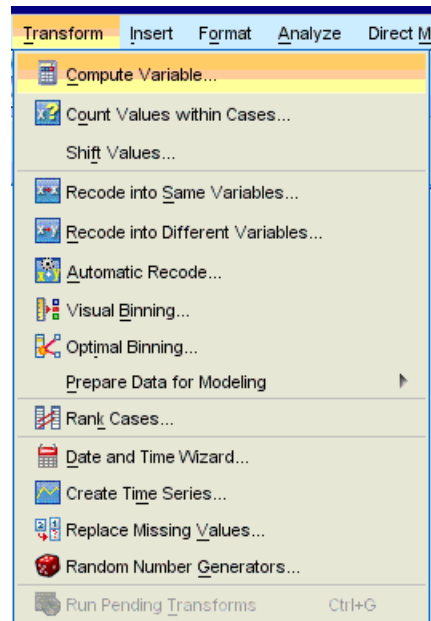 Transform Insert Format Analyze Direct M
Compute Variable...
Count Values within Cases...
Shift Values...
Recode into Same Variables...
Recode into Different Variables...
Automatic Recode...
Visual Binning...
Optimal Binning...
Prepare Data for Modeling
Rank Cases...
Date and Time Wizard...
Create Time Series...
Replace Missing Values...
Random Number Generators...
Run Pending Transforms Ctrl+G